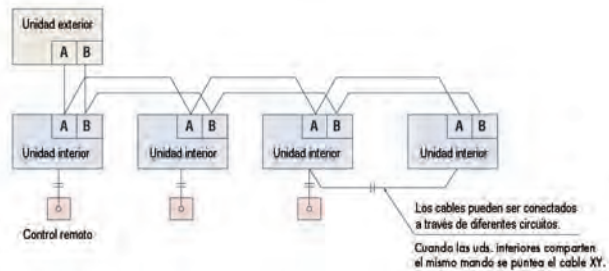 Unidad exterior
A B
A B A B A B A B
Unidad interior Unidad interior Unidad interior Unidad interior
Control remoto
Los cables pueden ser conectados
a través de diferentes circuitos.
Cuando las uds. interiores comparten
el mismo mando se puntea el cable XY.